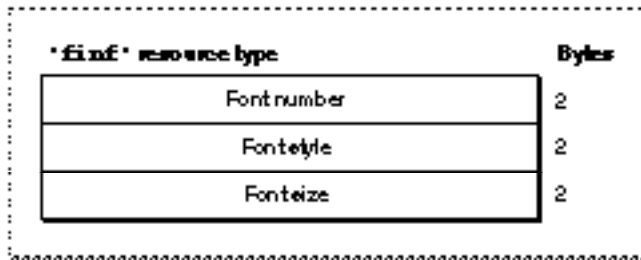 'finf' resource type Bytes
Font number 2
Font style 2
Font size 2